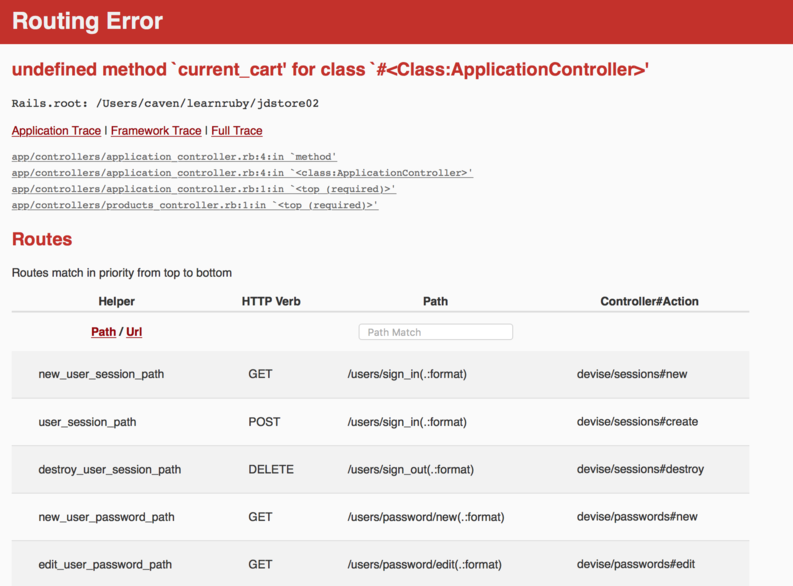 Routing Error
undefined method `current_cart' for class `#<Class:ApplicationController>'
Rails.root: /Users/caven/learnruby/jdstore02
Application Trace | Framework Trace | Full Trace
app/controllers/application_controller.rb:4:in `method'
app/controllers/application_controller.rb:4:in `<class:ApplicationController>'
app/controllers/application_controller.rb:1:in `<top (required)>'
app/controllers/products_controller.rb:1:in `<top (required)>'
Routes
Routes match in priority from top to bottom
Helper HTTP Verb Path Controller#Action
Path / Url Path Match
new_user_session_path GET /users/sign_in(.:format) devise/sessions#new
user_session_path POST /users/sign_in(.:format) devise/sessions#create
destroy_user_session_path DELETE /users/sign_out(.:format) devise/sessions#destroy
new_user_password_path GET /users/password/new(.:format) devise/passwords#new
edit_user_password_path GET /users/password/edit(.:format) devise/passwords#edit